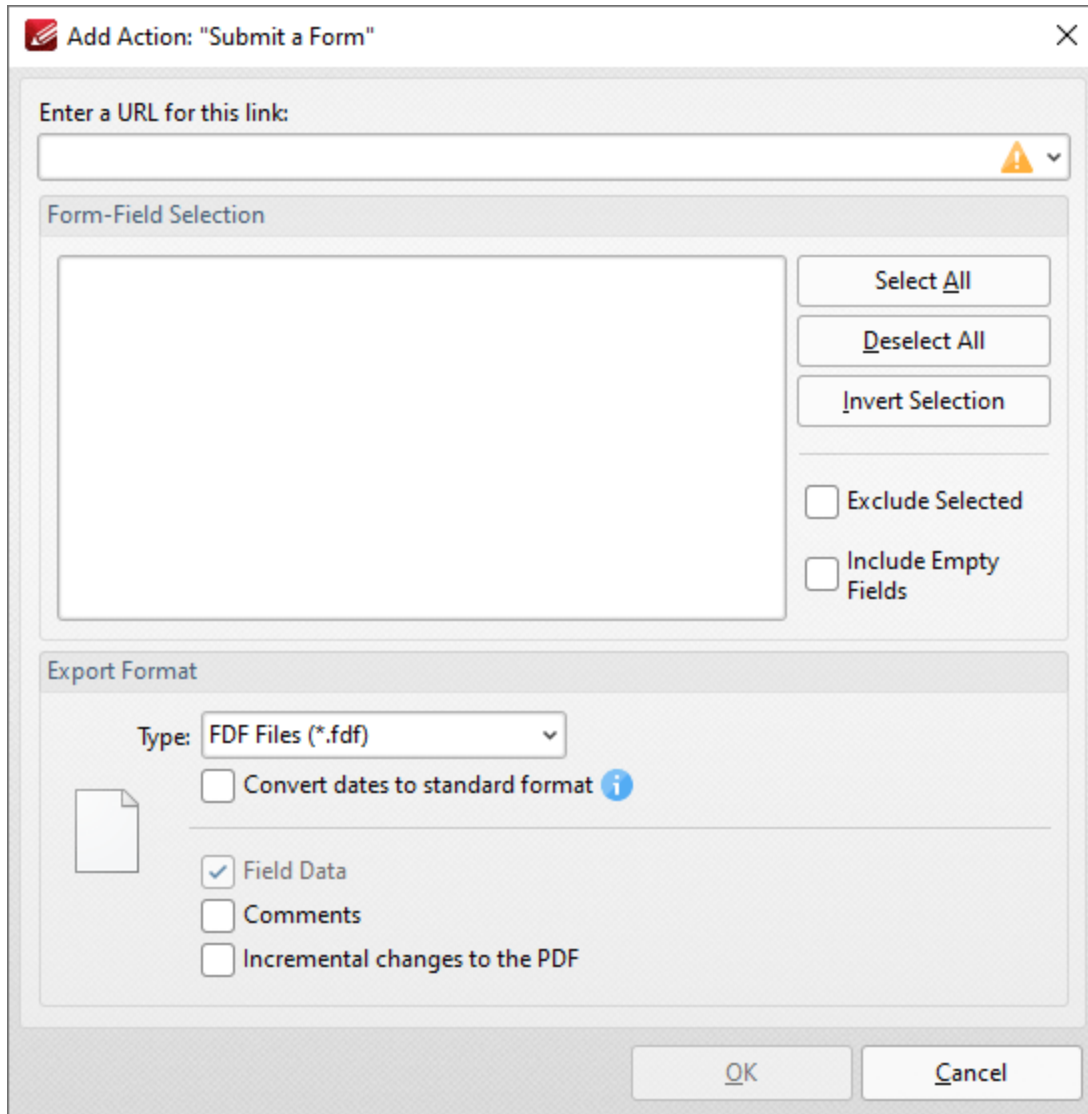 Add Action: "Submit a Form"
Enter a URL for this link:
Form-Field Selection
Select All
Deselect All
Invert Selection
Exclude Selected
Include Empty
Fields
Export Format
Type: FDF Files (*.fdf)
Convert dates to standard format
Field Data
Comments
Incremental changes to the PDF
OK
Cancel